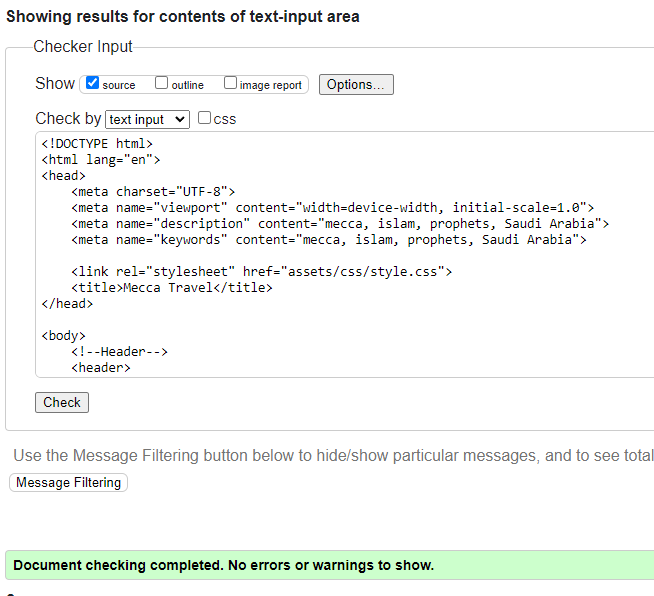 Showing results for contents of text-input area
Checker Input
Show source outline image report Options...
Check by text input css
<!DOCTYPE html>
<html lang="en">
<head>
    <meta charset="UTF-8">
    <meta name="viewport" content="width=device-width, initial-scale=1.0">
    <meta name="description" content="mecca, islam, prophets, Saudi Arabia">
    <meta name="keywords" content="mecca, islam, prophets, Saudi Arabia">
    <link rel="stylesheet" href="assets/css/style.css">
    <title>Mecca Travel</title>
</head>
<body>
    <!--Header-->
    <header>
Check
Use the Message Filtering button below to hide/show particular messages, and to see total
Message Filtering
Document checking completed. No errors or warnings to show.